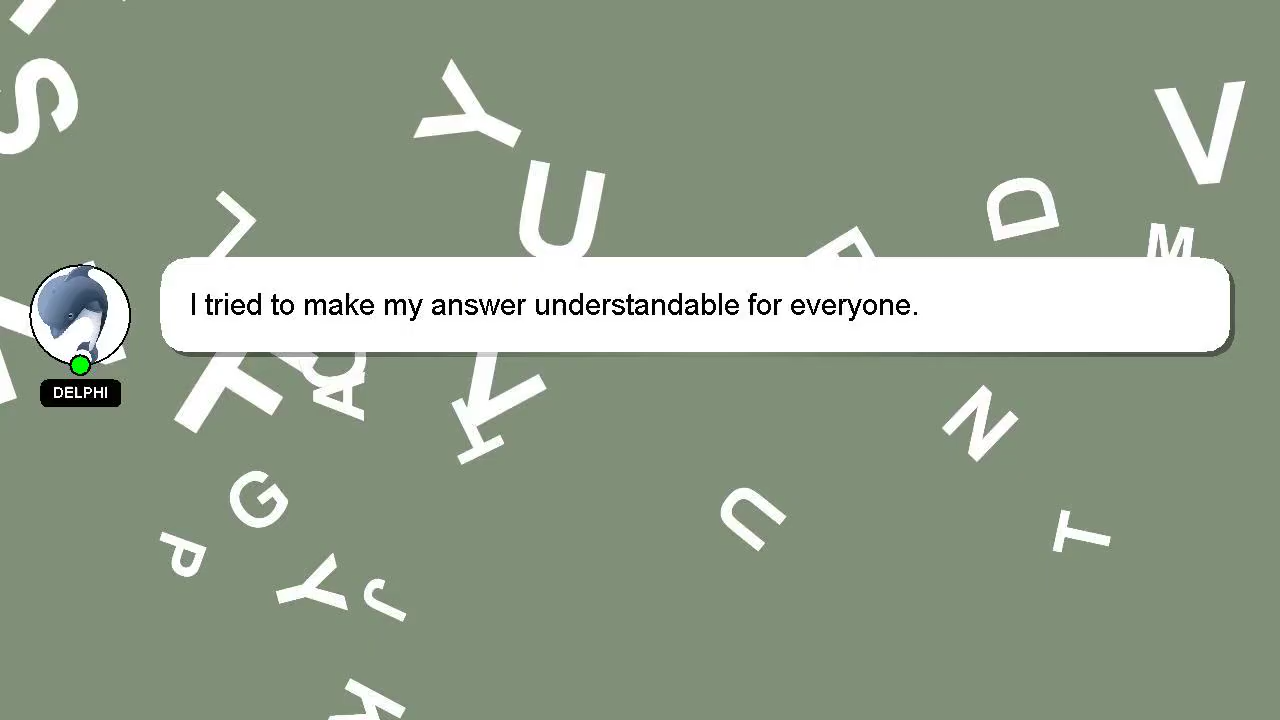 I tried to make my answer understandable for everyone.
DELPHI
S
Y
U
V
D
M
L
T
A
N
G
U
T
P
Y
J
K